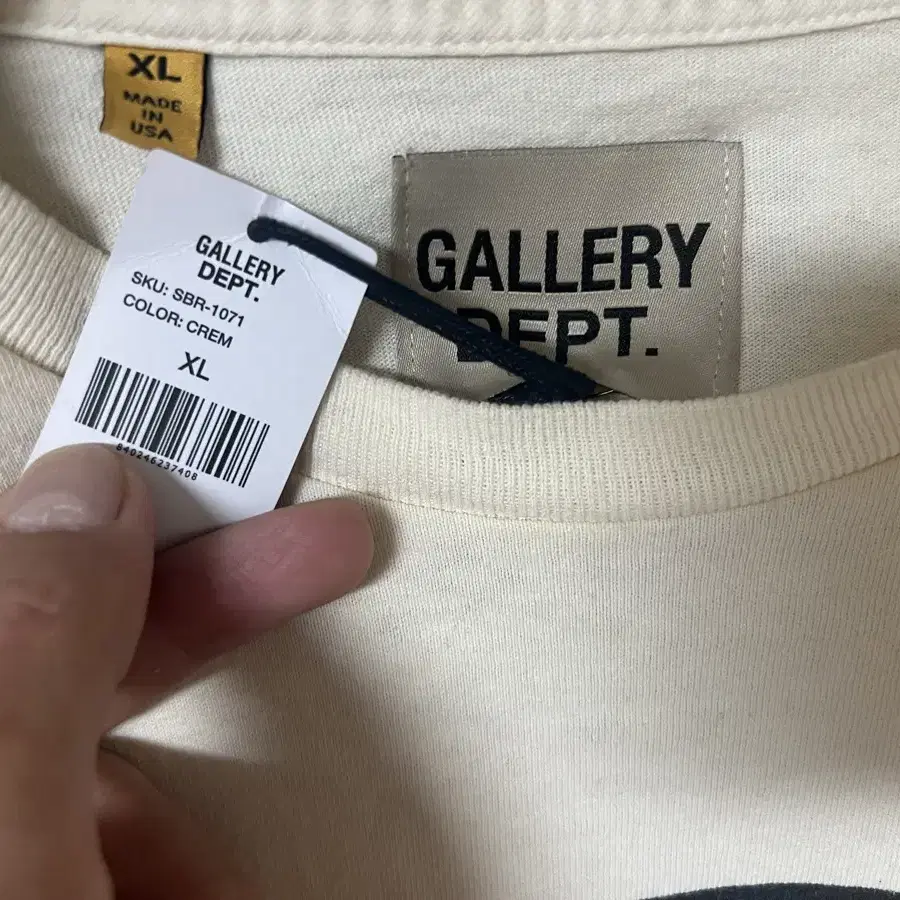 XL
MADE
IN
USA
GALLERY
DEPT.
SKU: SBR-1071
COLOR: CREM
XL
840246237408
GALLERY
DEPT.